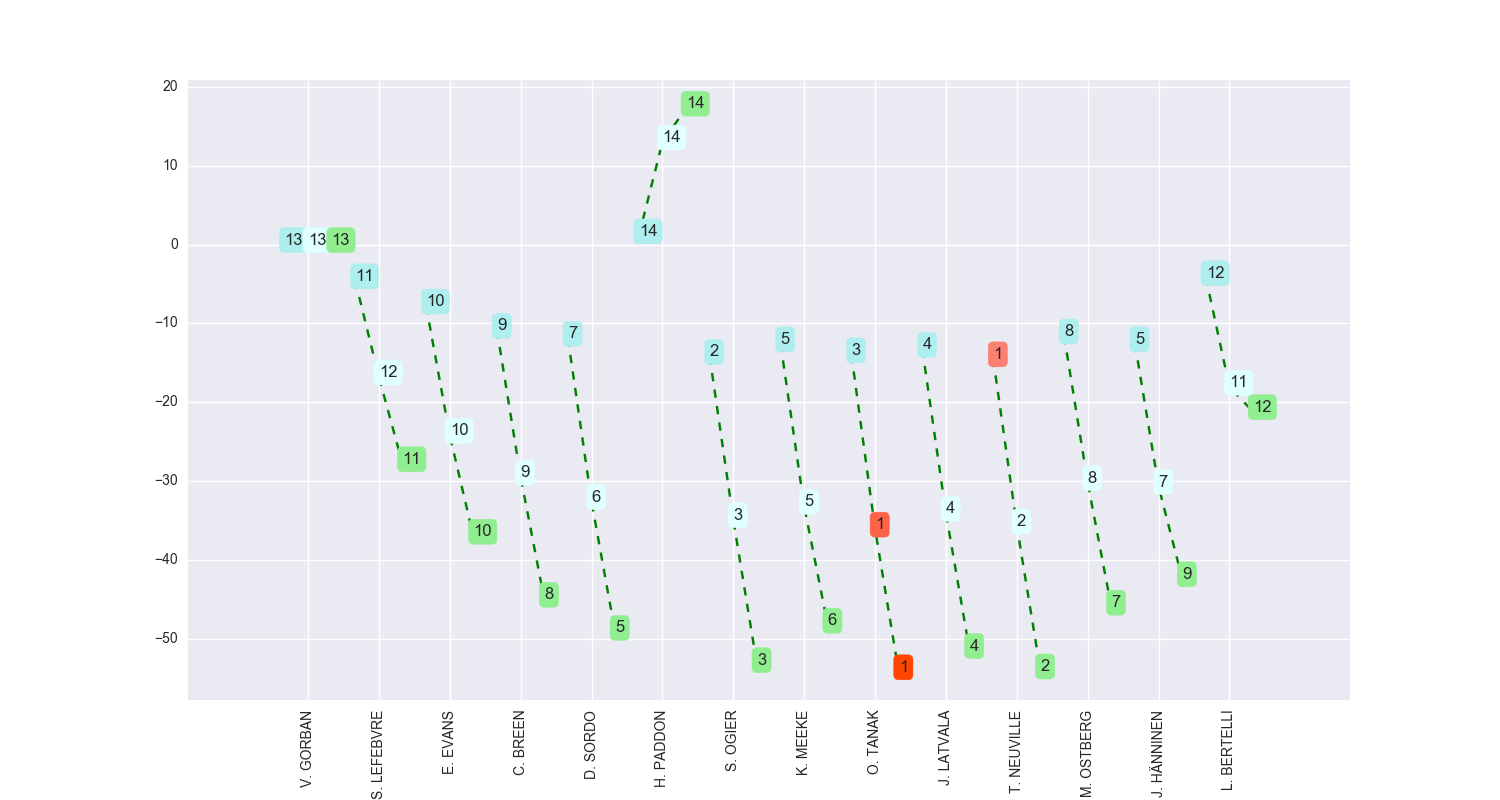 20
10
0
−10
−20
−30
−40
−50
13 13 13
11 12 11
10 10 10
9 9 8
7 6 5
14 14 14
2 3 3
5 5 6
3 1 1
4 4 4
1 2 2
8 8 7
5 7 9
12 11 12
V. GORBAN
S. LEFEBVRE
E. EVANS
C. BREEN
D. SORDO
H. PADDON
S. OGIER
K. MEEKE
O. TANAK
J. LATVALA
T. NEUVILLE
M. OSTBERG
J. HÄNNINEN
L. BERTELLI